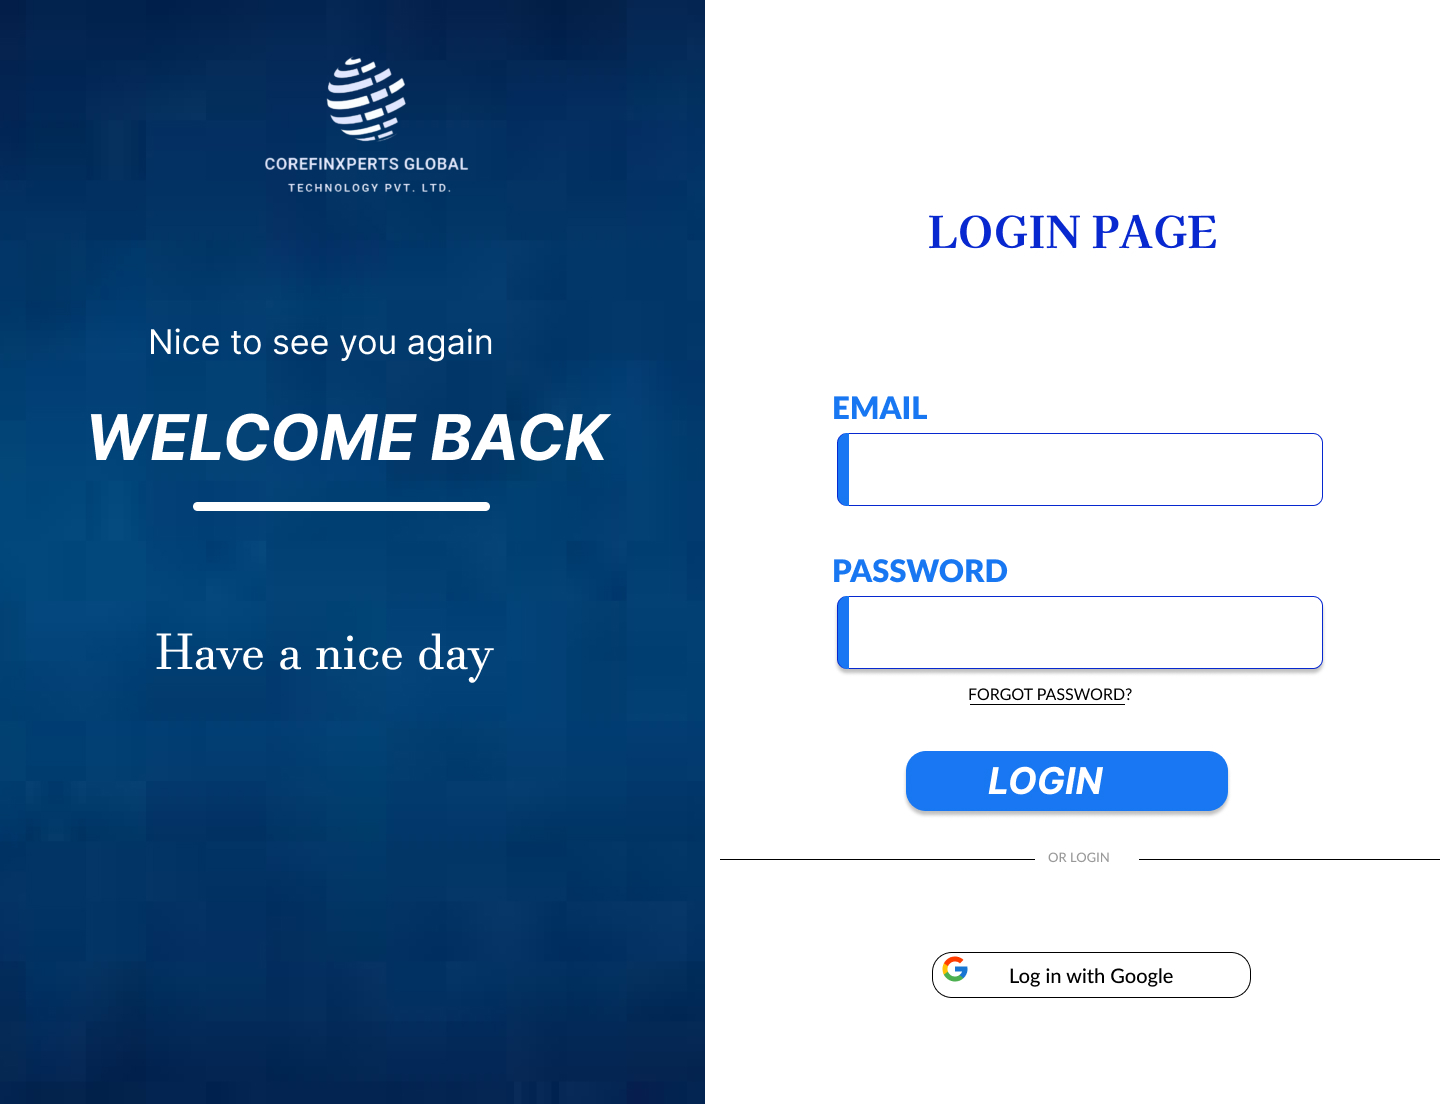 COREFINXPERTS GLOBAL
TECHNOLOGY PVT. LTD.
Nice to see you again
WELCOME BACK
Have a nice day
LOGIN PAGE
EMAIL
PASSWORD
FORGOT PASSWORD?
LOGIN
OR LOGIN
Log in with Google